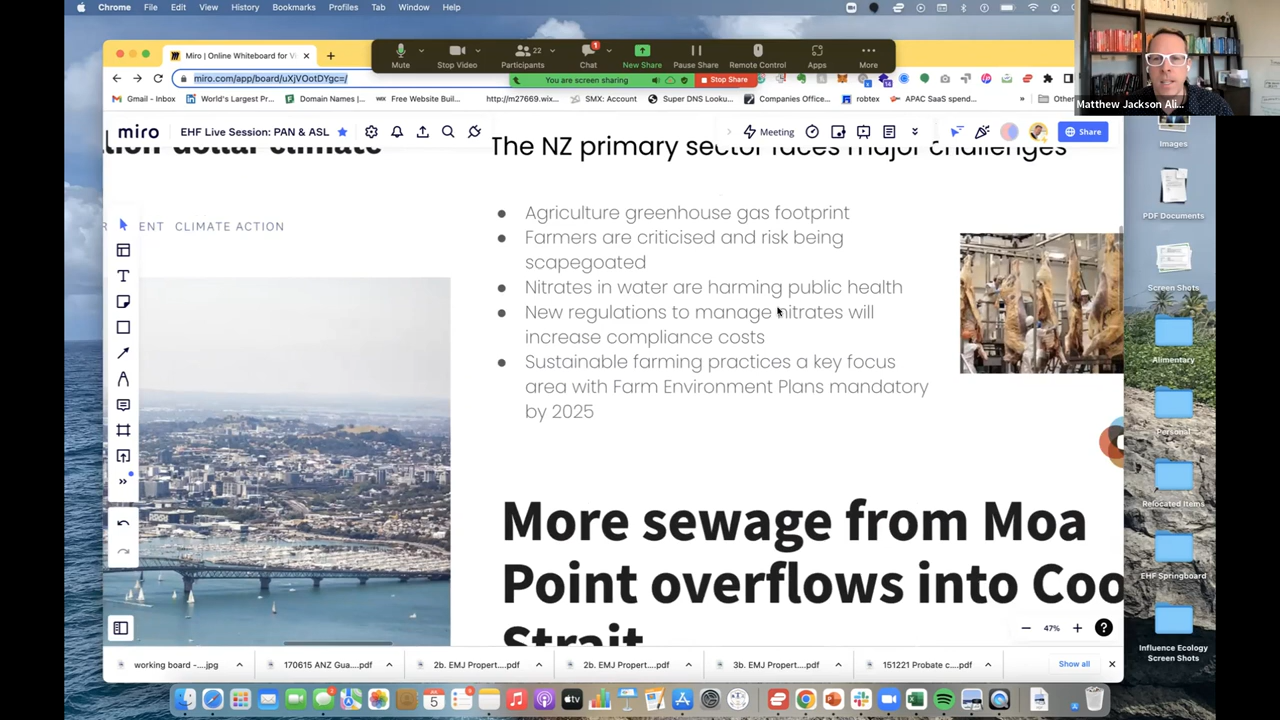 Chrome File Edit View History Bookmarks Profiles Tab Window Help
Miro | Online Whiteboard for Vi
Mute Stop Video Participants 22 Chat 1 New Share Pause Share Remote Control Apps More
You are screen sharing Stop Share
miro.com/app/board/uXjVOotDYgc=/
Matthew Jackson Ali...
Gmail - Inbox World's Largest Pr... Domain Names |... Free Website Buil... http://m27669.wix... SMX: Account Super DNS Looku... Companies Office... robtex APAC SaaS spend... Other
miro EHF Live Session: PAN & ASL Meeting Share
dollar climate
ENT CLIMATE ACTION
The NZ primary sector faces major challenges
● Agriculture greenhouse gas footprint
● Farmers are criticised and risk being
scapegoated
● Nitrates in water are harming public health
● New regulations to manage nitrates will
increase compliance costs
● Sustainable farming practices a key focus
area with Farm Environment Plans mandatory
by 2025
More sewage from Moa
Point overflows into Coo
Strait
47%
Images
PDF Documents
Screen Shots
Alimentary
Personal
Relocated Items
EHF Springboard
Influence Ecology
Screen Shots
working board -....jpg 170615 ANZ Gua....pdf 2b. EMJ Propert....pdf 2b. EMJ Propert....pdf 3b. EMJ Propert....pdf 151221 Probate c....pdf Show all
5